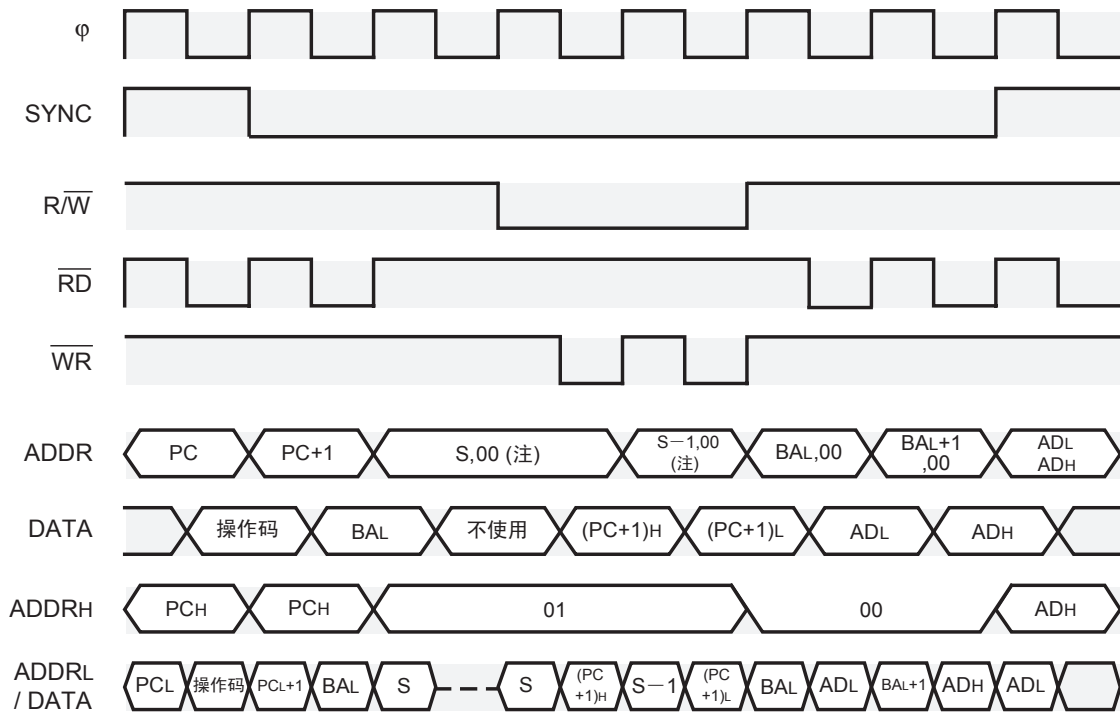 φ
SYNC
R/W
RD
WR
ADDR
PC
PC+1
S,00 (注)
S－1,00
(注)
BAL,00
BAL+1
,00
ADL
ADH
DATA
操作码
BAL
不使用
(PC+1)H
(PC+1)L
ADL
ADH
ADDRH
PCH
PCH
01
00
ADH
ADDRL
/ DATA
PCL
操作码
PCL+1
BAL
S
S
(PC
+1)H
S－1
(PC
+1)L
BAL
ADL
BAL+1
ADH
ADL